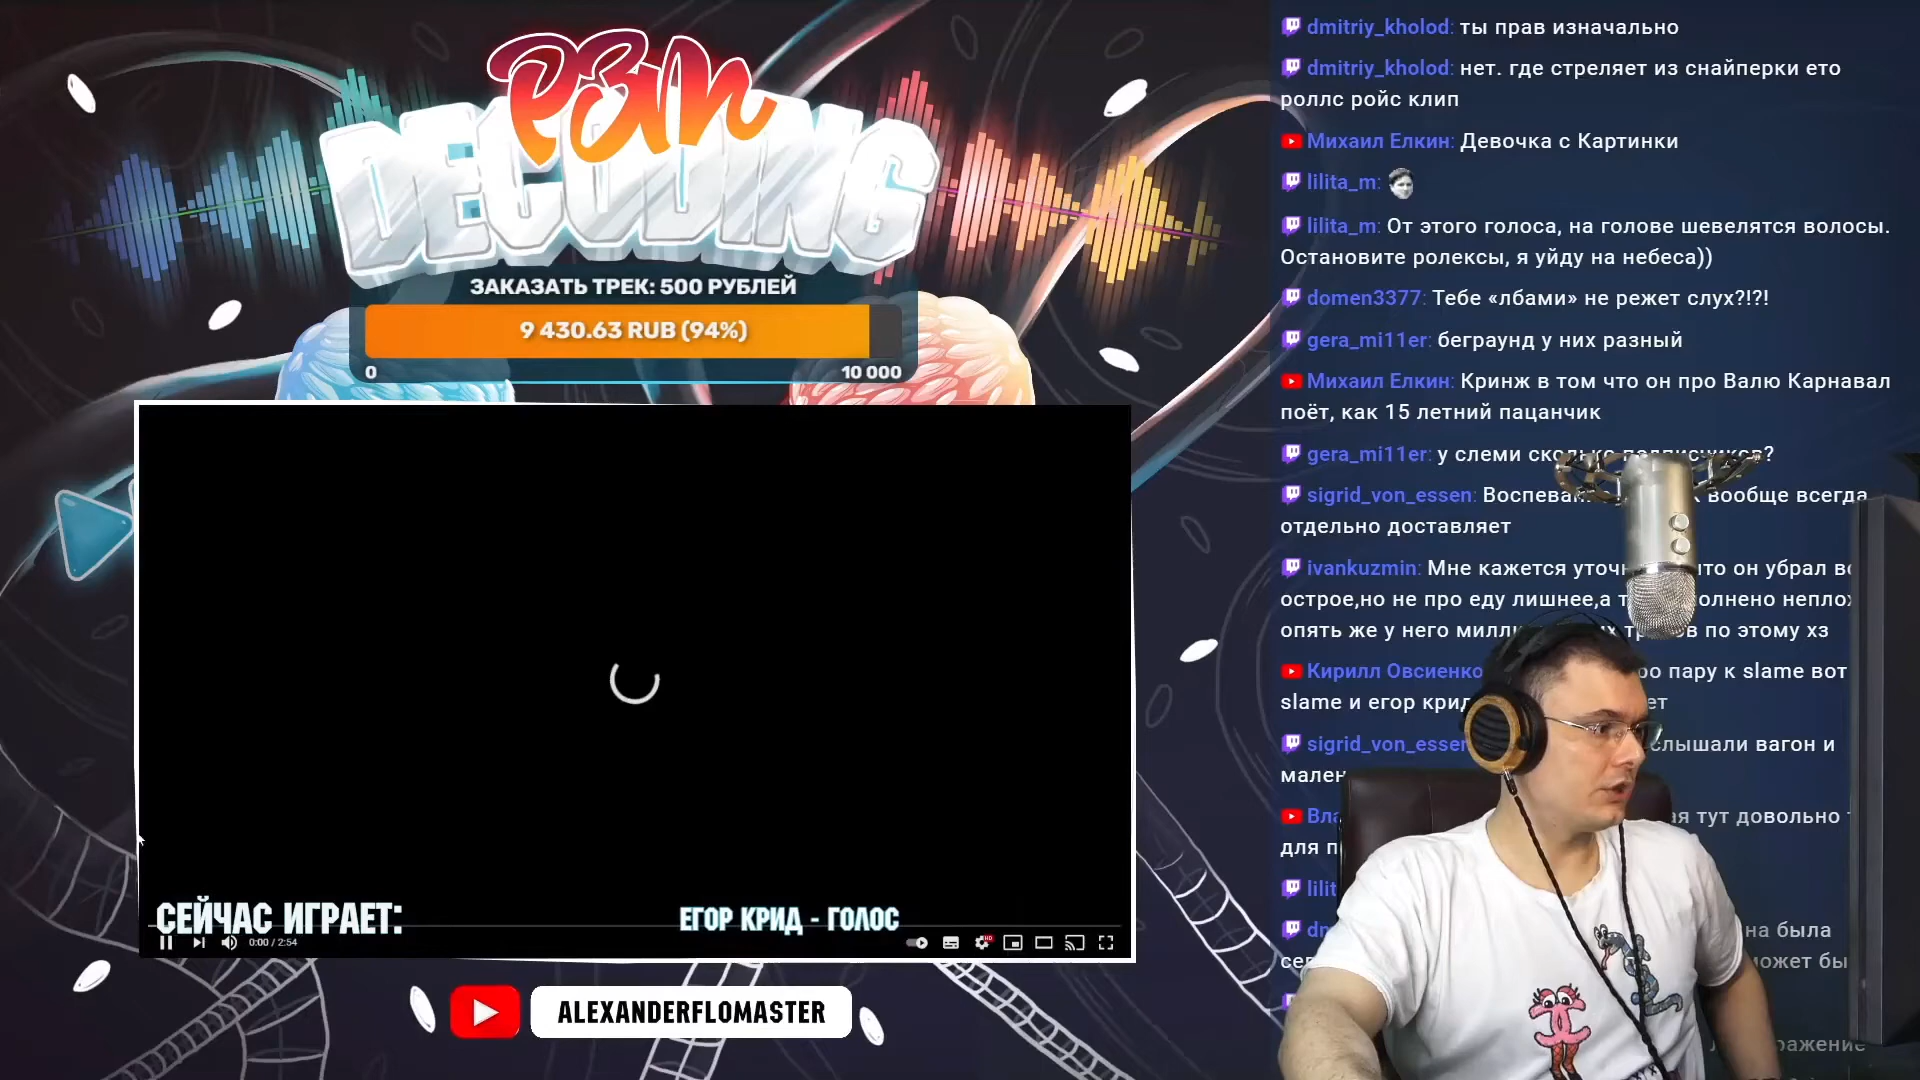 РЭП
DECODING
ЗАКАЗАТЬ ТРЕК: 500 РУБЛЕЙ
9 430.63 RUB (94%)
0
10 000
СЕЙЧАС ИГРАЕТ:
ЕГОР КРИД - ГОЛОС
0:00 / 2:54
HD
ALEXANDERFLOMASTER
dmitriy_kholod: ты прав изначально
dmitriy_kholod: нет. где стреляет из снайперки ето
роллс ройс клип
Михаил Елкин: Девочка с Картинки
lilita_m:
lilita_m: От этого голоса, на голове шевелятся волосы.
Остановите ролексы, я уйду на небеса))
domen3377: Тебе «лбами» не режет слух?!?!
gera_mi11er: беграунд у них разный
Михаил Елкин: Кринж в том что он про Валю Карнавал
поёт, как 15 летний пацанчик
gera_mi11er: у слеми сколько подписчиков?
sigrid_von_essen: вообще всегда
отдельно доставляет
ivankuzmin: Мне кажется что он убрал
острое,но не про еду лишнее,а
опять же у него по этому хз
Кирилл Овсиенко пару к slame вот
slame и егор крид
слышали вагон и
тут довольно
для
на была